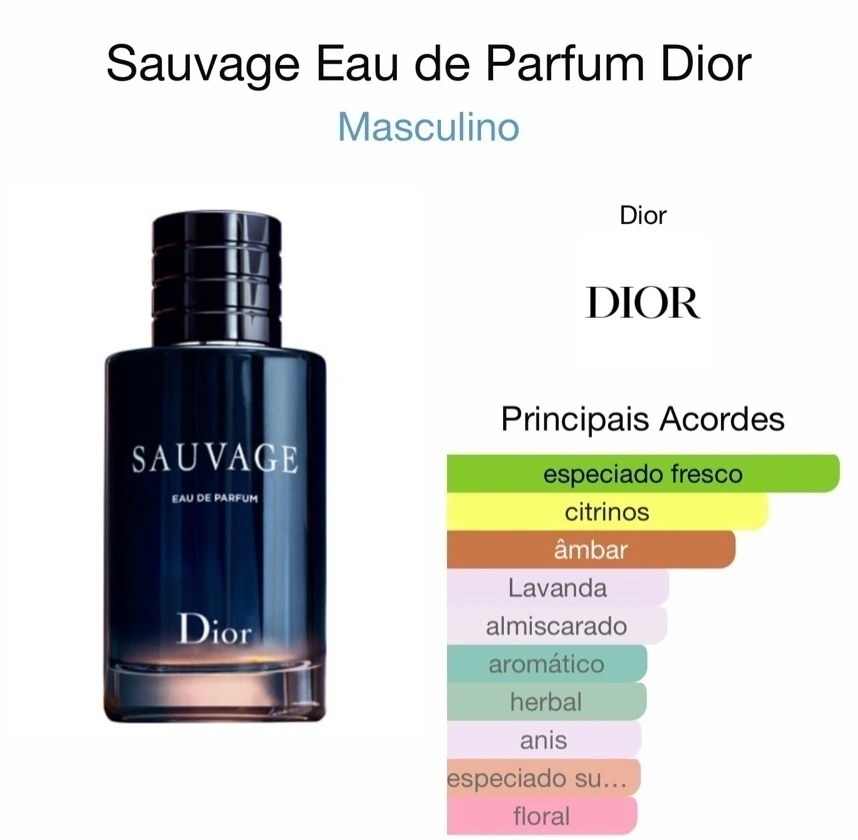 Sauvage Eau de Parfum Dior
Masculino
SAUVAGE
EAU DE PARFUM
Dior
Dior
DIOR
Principais Acordes
especiado fresco
citrinos
âmbar
Lavanda
almiscarado
aromático
herbal
anis
especiado su...
floral